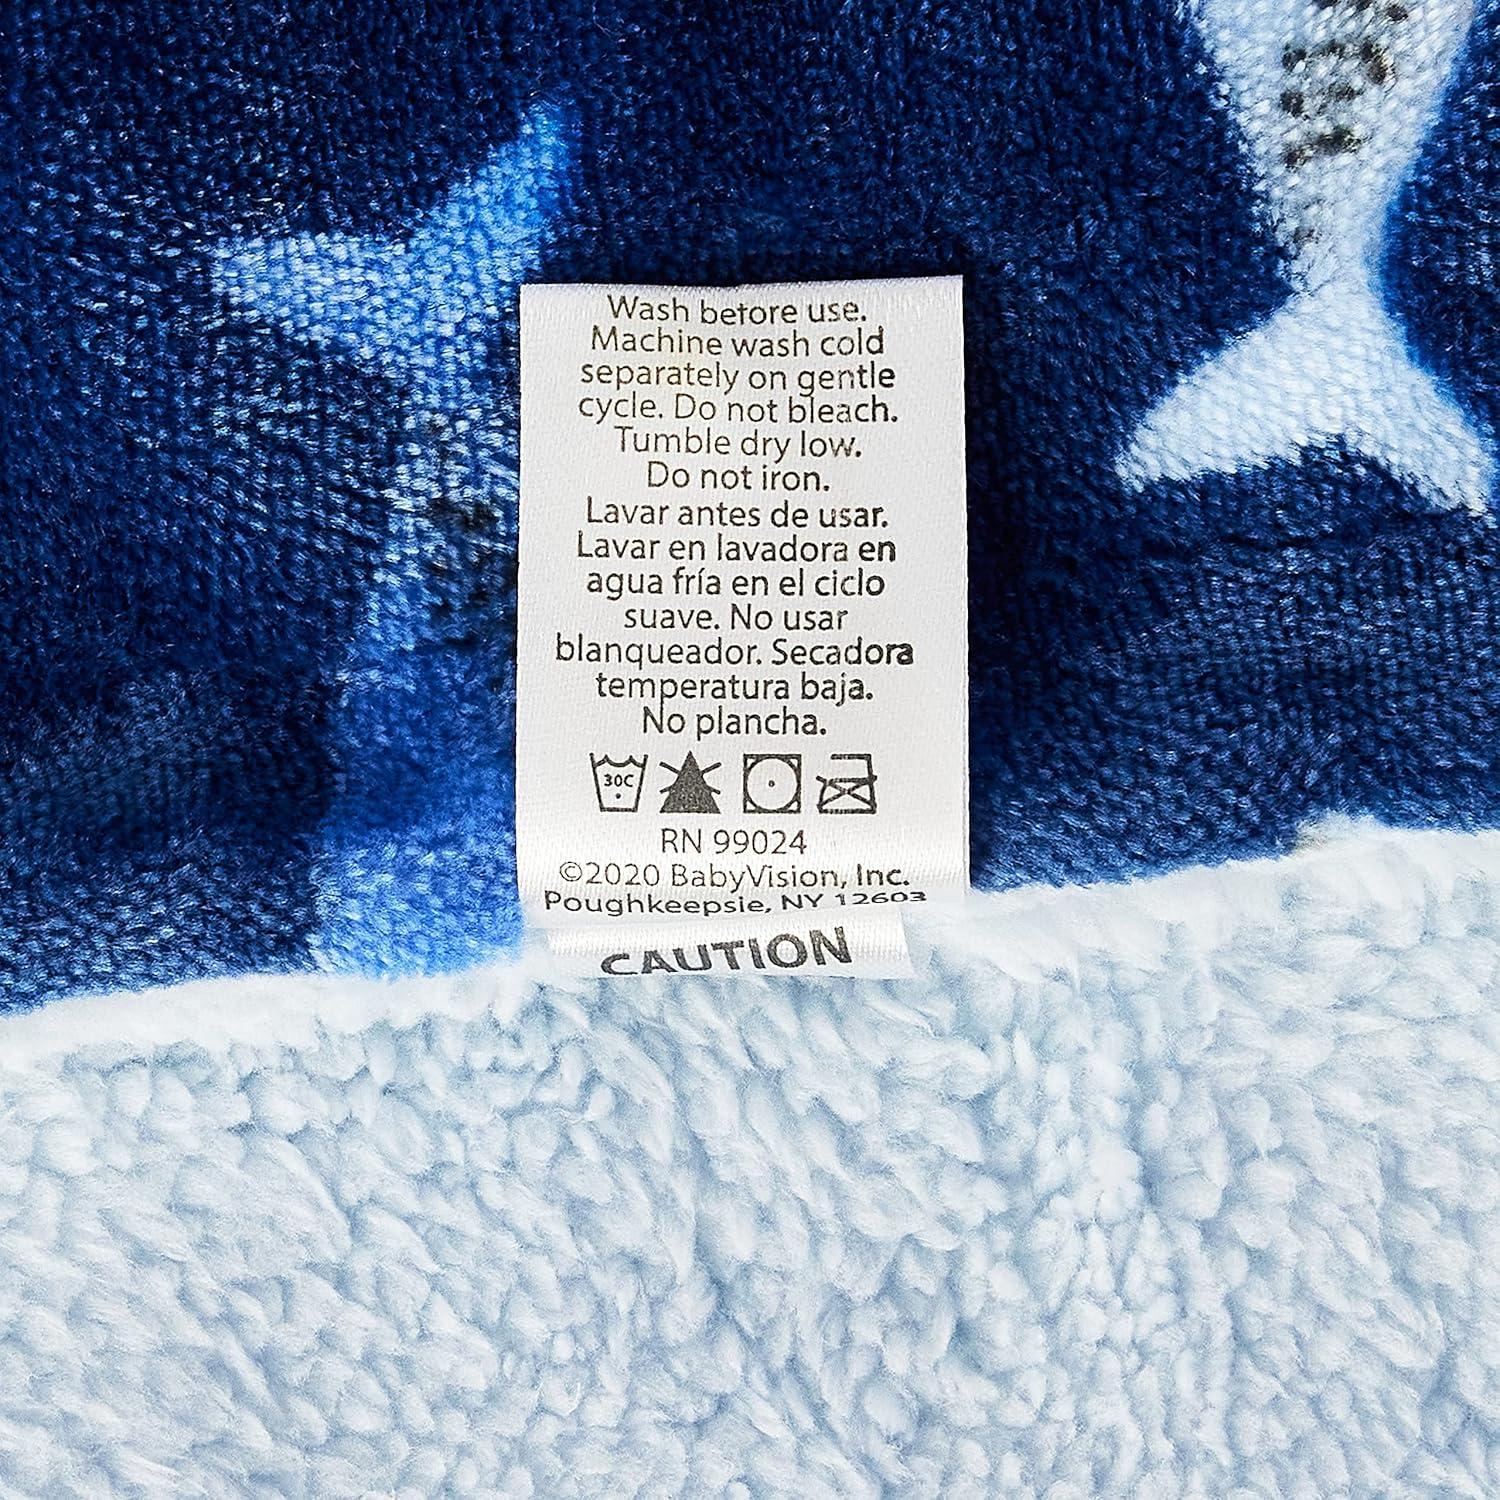 Wash before use.
Machine wash cold
separately on gentle
cycle. Do not bleach.
Tumble dry low.
Do not iron.
Lavar antes de usar.
Lavar en lavadora en
agua fría en el ciclo
suave. No usar
blanqueador. Secadora
temperatura baja.
No plancha.
30C
RN 99024
©2020 BabyVision, Inc.
Poughkeepsie, NY 12603
CAUTION